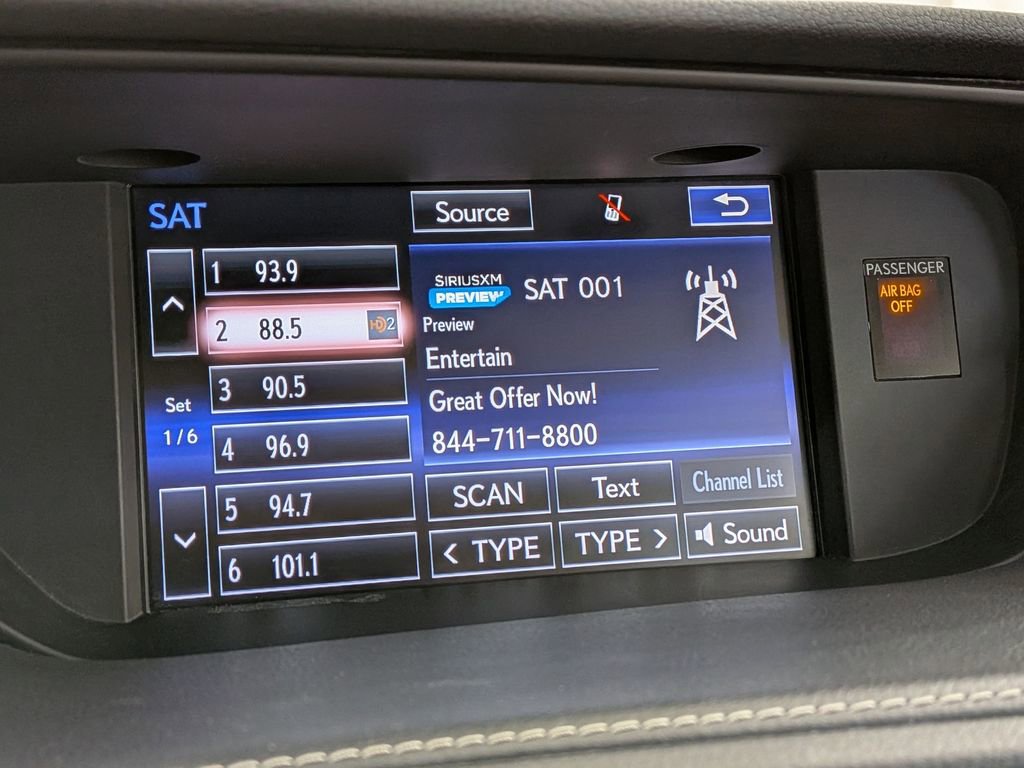 SAT
Source
1 93.9
2 88.5 HD2
3 90.5
4 96.9
5 94.7
6 101.1
Set
1/6
SIRIUSXM
PREVIEW
SAT 001
Preview
Entertain
Great Offer Now!
844-711-8800
SCAN
Text
Channel List
< TYPE
TYPE >
Sound
PASSENGER
AIR BAG
OFF